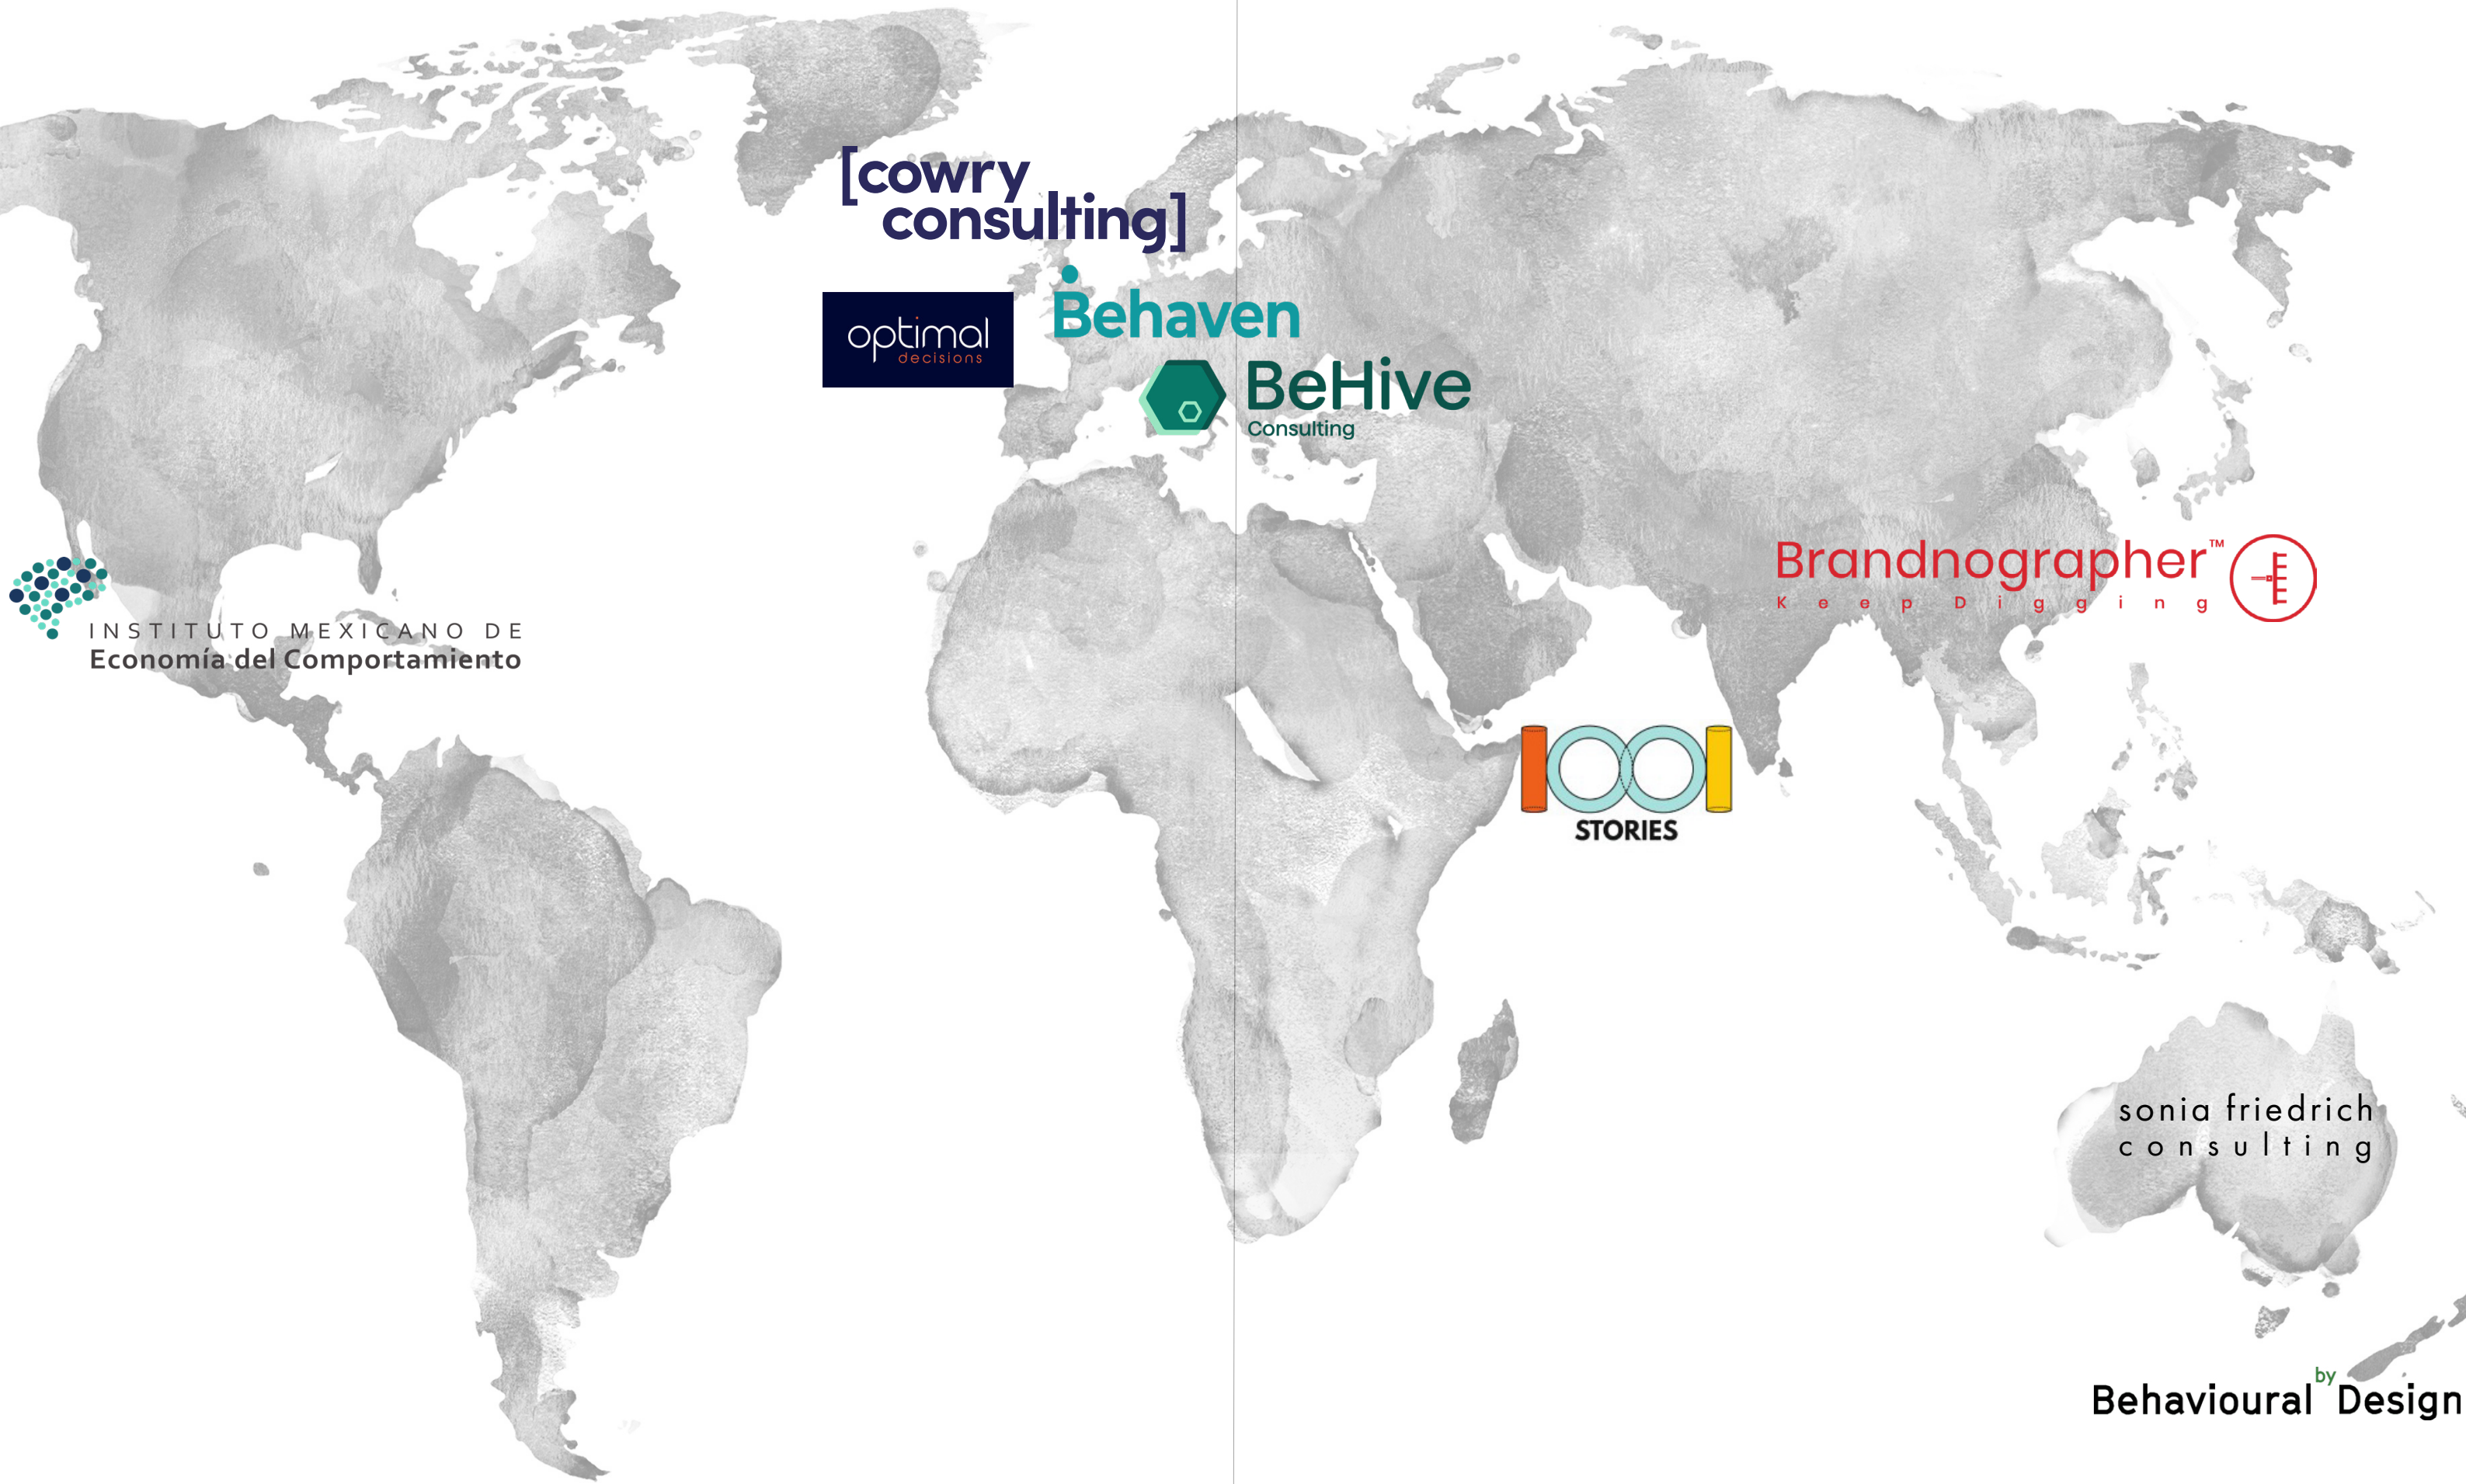 [cowry
consulting]
Behaven
optimal
decisions
BeHive
Consulting
Brandnographer™
Keep Digging
INSTITUTO MEXICANO DE
Economía del Comportamiento
1001
STORIES
sonia friedrich
consulting
Behavioural by Design